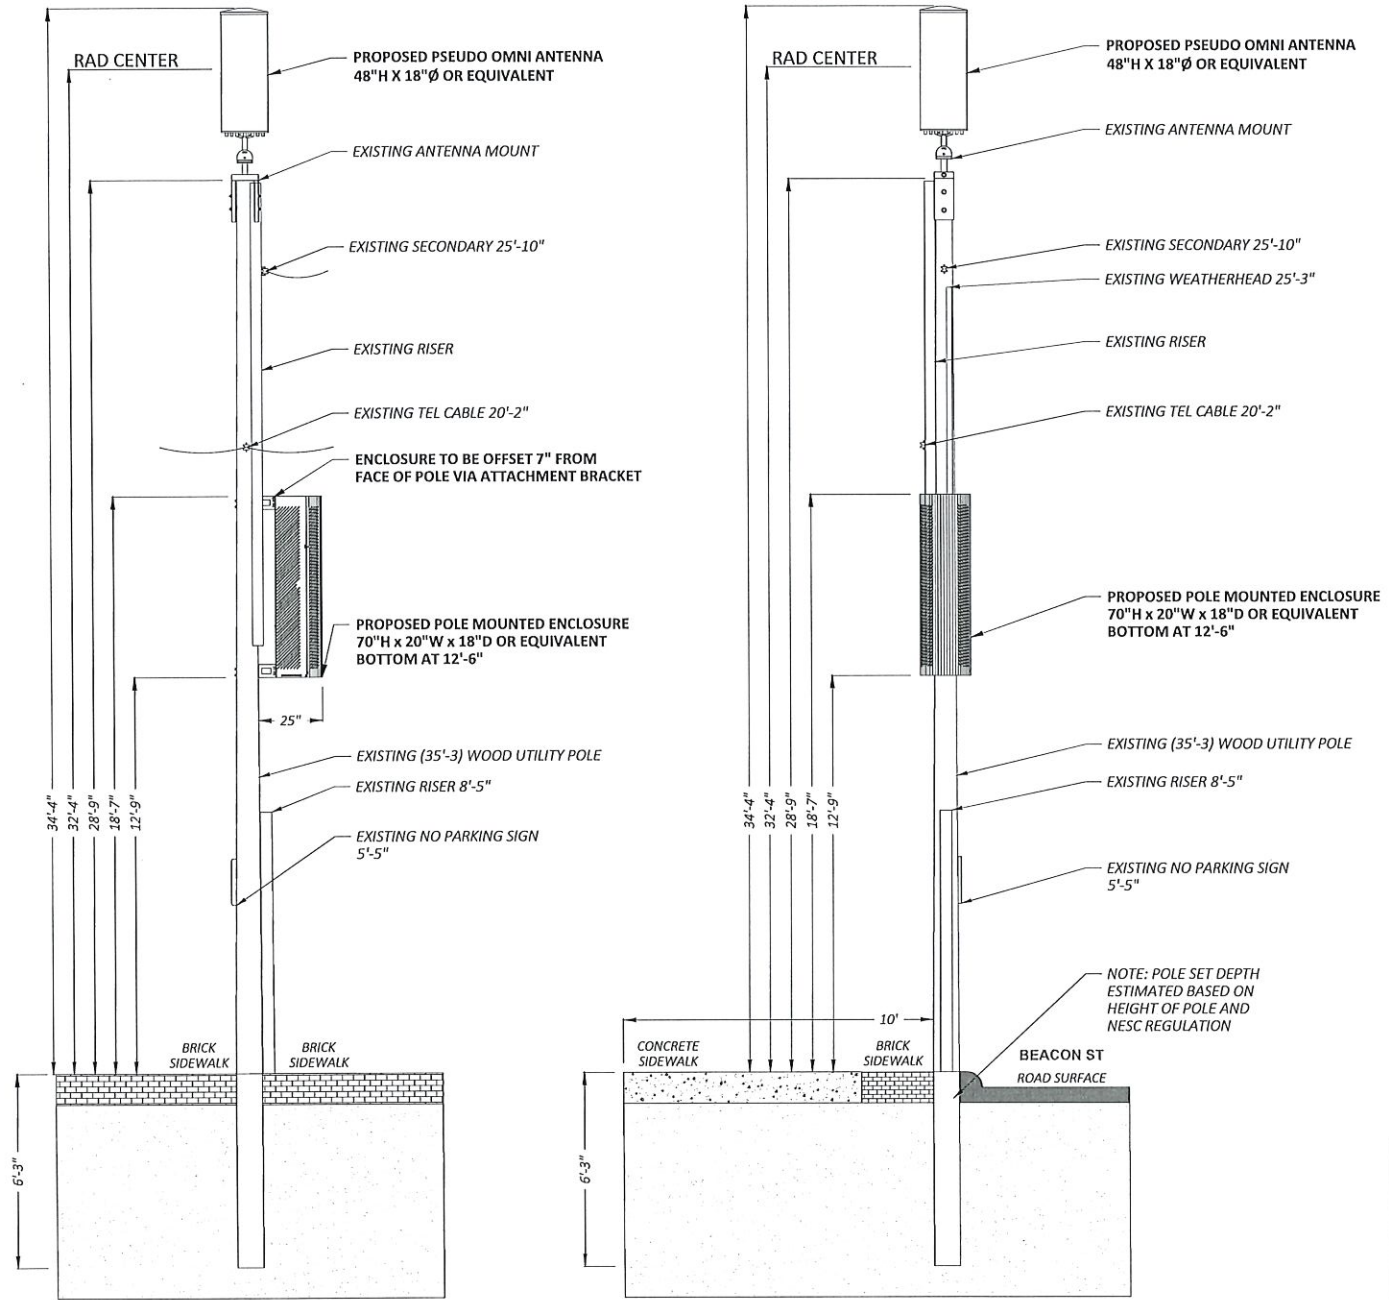 RAD CENTER
PROPOSED PSEUDO OMNI ANTENNA
48"H X 18"Ø OR EQUIVALENT
EXISTING ANTENNA MOUNT
EXISTING SECONDARY 25'-10"
EXISTING RISER
EXISTING TEL CABLE 20'-2"
ENCLOSURE TO BE OFFSET 7" FROM
FACE OF POLE VIA ATTACHMENT BRACKET
PROPOSED POLE MOUNTED ENCLOSURE
70"H x 20"W x 18"D OR EQUIVALENT
BOTTOM AT 12'-6"
25"
EXISTING (35'-3) WOOD UTILITY POLE
EXISTING RISER 8'-5"
EXISTING NO PARKING SIGN
5'-5"
34'-4"
32'-4"
28'-9"
18'-7"
12'-9"
BRICK
SIDEWALK
BRICK
SIDEWALK
6'-3"
RAD CENTER
PROPOSED PSEUDO OMNI ANTENNA
48"H X 18"Ø OR EQUIVALENT
EXISTING ANTENNA MOUNT
EXISTING SECONDARY 25'-10"
EXISTING WEATHERHEAD 25'-3"
EXISTING RISER
EXISTING TEL CABLE 20'-2"
PROPOSED POLE MOUNTED ENCLOSURE
70"H x 20"W x 18"D OR EQUIVALENT
BOTTOM AT 12'-6"
EXISTING (35'-3) WOOD UTILITY POLE
EXISTING RISER 8'-5"
34'-4"
32'-4"
28'-9"
18'-7"
12'-9"
EXISTING NO PARKING SIGN
5'-5"
NOTE: POLE SET DEPTH
ESTIMATED BASED ON
HEIGHT OF POLE AND
NESC REGULATION
10'
CONCRETE
SIDEWALK
BRICK
SIDEWALK
BEACON ST
ROAD SURFACE
6'-3"